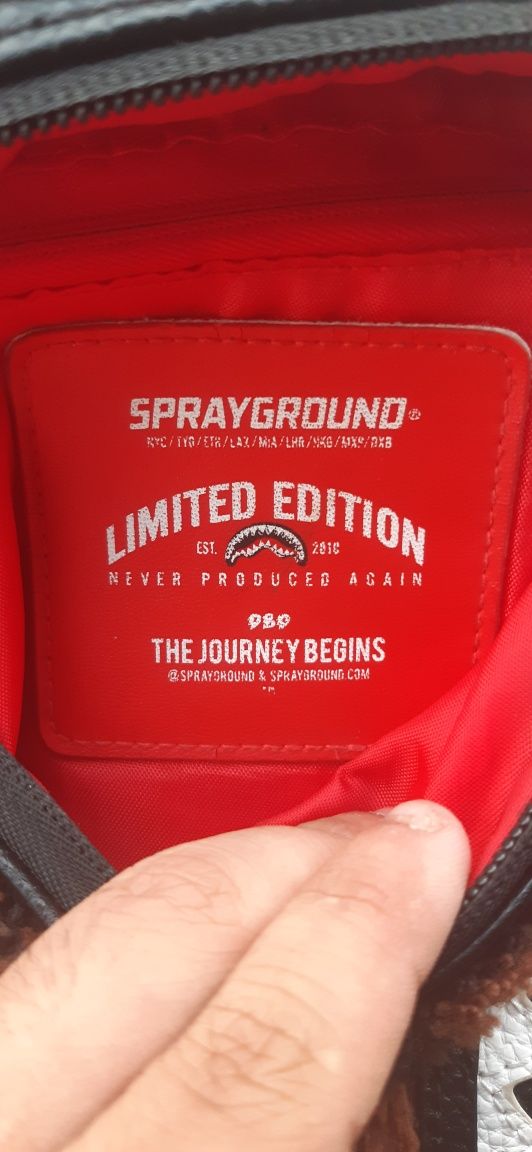 SPRAYGROUND®
NYC/TYO/ETH/LAX/MIA/LHR/HKG/MXP/DXB
LIMITED EDITION
EST. 2010
NEVER PRODUCED AGAIN
THE JOURNEY BEGINS
@SPRAYGROUND & SPRAYGROUND.COM